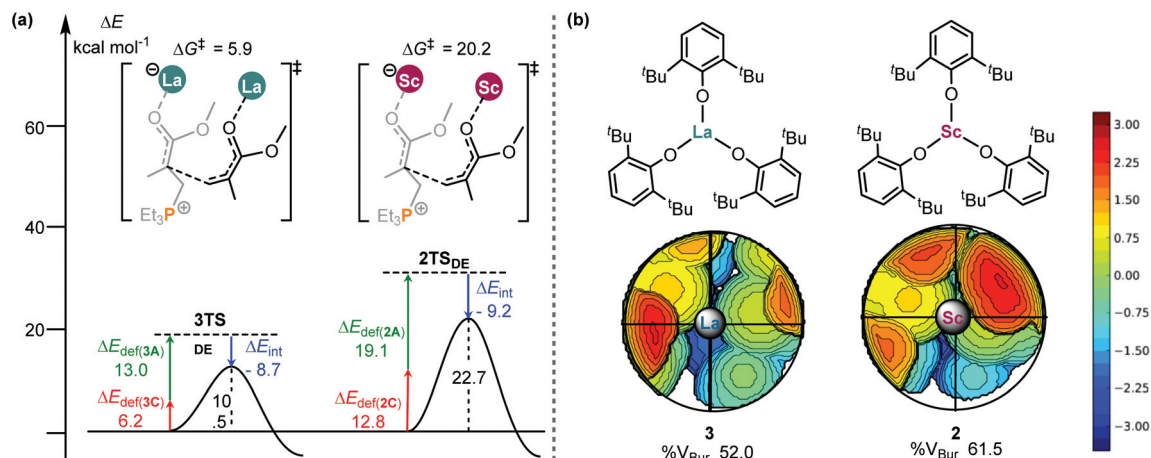 (a)
ΔE
kcal mol⁻¹
60
40
20
ΔG‡ = 5.9
⊖
La
La
‡
O
O
O
O
Et₃P⊕
ΔG‡ = 20.2
⊖
Sc
Sc
‡
O
O
O
O
Et₃P⊕
3TS
DE
ΔE_def(3A)
13.0
ΔE_int
- 8.7
10
.5
ΔE_def(3C)
6.2
2TS_DE
ΔE_int
- 9.2
ΔE_def(2A)
19.1
22.7
ΔE_def(2C)
12.8
(b)
ᵗBu
ᵗBu
O
La
O
O
ᵗBu
ᵗBu
ᵗBu
ᵗBu
La
3
%V_Bur 52.0
ᵗBu
ᵗBu
O
Sc
O
O
ᵗBu
ᵗBu
ᵗBu
ᵗBu
Sc
2
%V_Bur 61.5
3.00
2.25
1.50
0.75
0.00
−0.75
−1.50
−2.25
−3.00